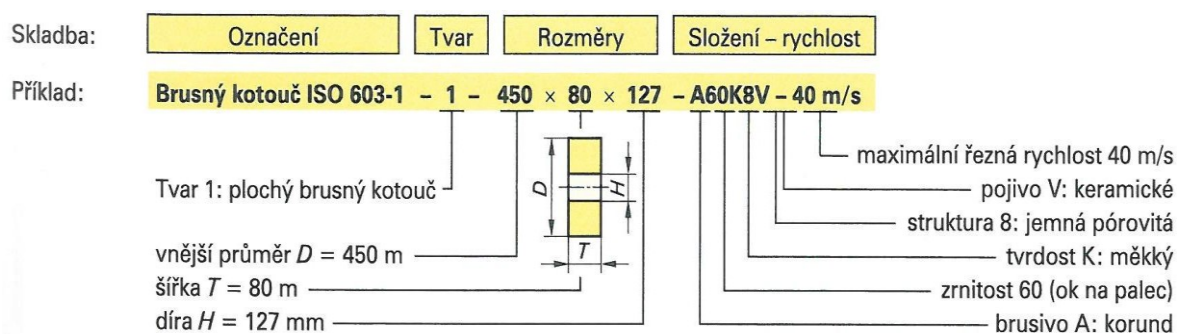 Skladba: Označení Tvar Rozměry Složení – rychlost
Příklad: Brusný kotouč ISO 603-1 – 1 – 450 × 80 × 127 – A60K8V – 40 m/s
maximální řezná rychlost 40 m/s
Tvar 1: plochý brusný kotouč D H pojivo V: keramické
struktura 8: jemná pórovitá
vnější průměr D = 450 m T tvrdost K: měkký
šířka T = 80 m zrnitost 60 (ok na palec)
díra H = 127 mm brusivo A: korund